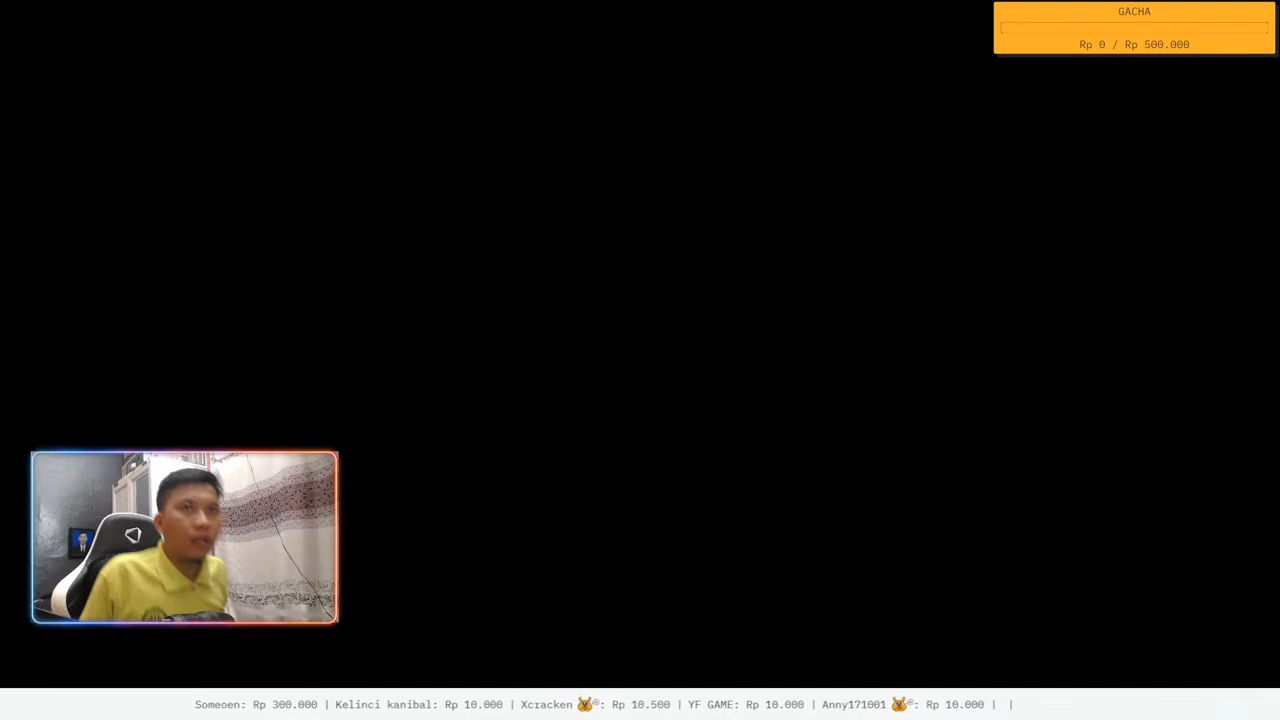 GACHA
Rp 0 / Rp 500.000
Someoen: Rp 300.000 | Kelinci kanibal: Rp 10.000 | Xcracken 🐹®: Rp 10.500 | YF GAME: Rp 10.000 | Anny171001 🐹®: Rp 10.000 | |